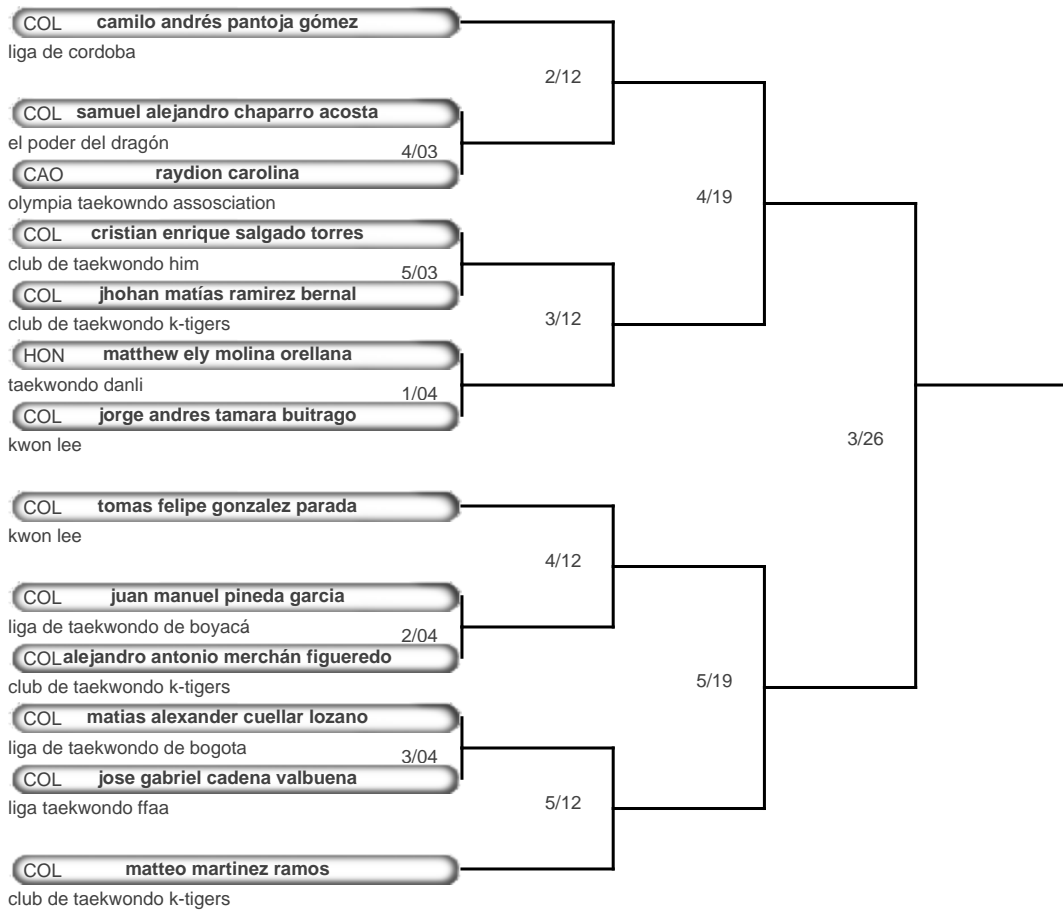 COL camilo andrés pantoja gómez
liga de cordoba
2/12
COL samuel alejandro chaparro acosta
el poder del dragón
4/03
CAO raydion carolina
olympia taekowndo assosciation
4/19
COL cristian enrique salgado torres
club de taekwondo him
5/03
COL jhohan matías ramirez bernal
club de taekwondo k-tigers
3/12
HON matthew ely molina orellana
taekwondo danli
1/04
COL jorge andres tamara buitrago
kwon lee
3/26
COL tomas felipe gonzalez parada
kwon lee
4/12
COL juan manuel pineda garcia
liga de taekwondo de boyacá
2/04
COL alejandro antonio merchán figueredo
club de taekwondo k-tigers
5/19
COL matias alexander cuellar lozano
liga de taekwondo de bogota
3/04
COL jose gabriel cadena valbuena
liga taekwondo ffaa
5/12
COL matteo martinez ramos
club de taekwondo k-tigers